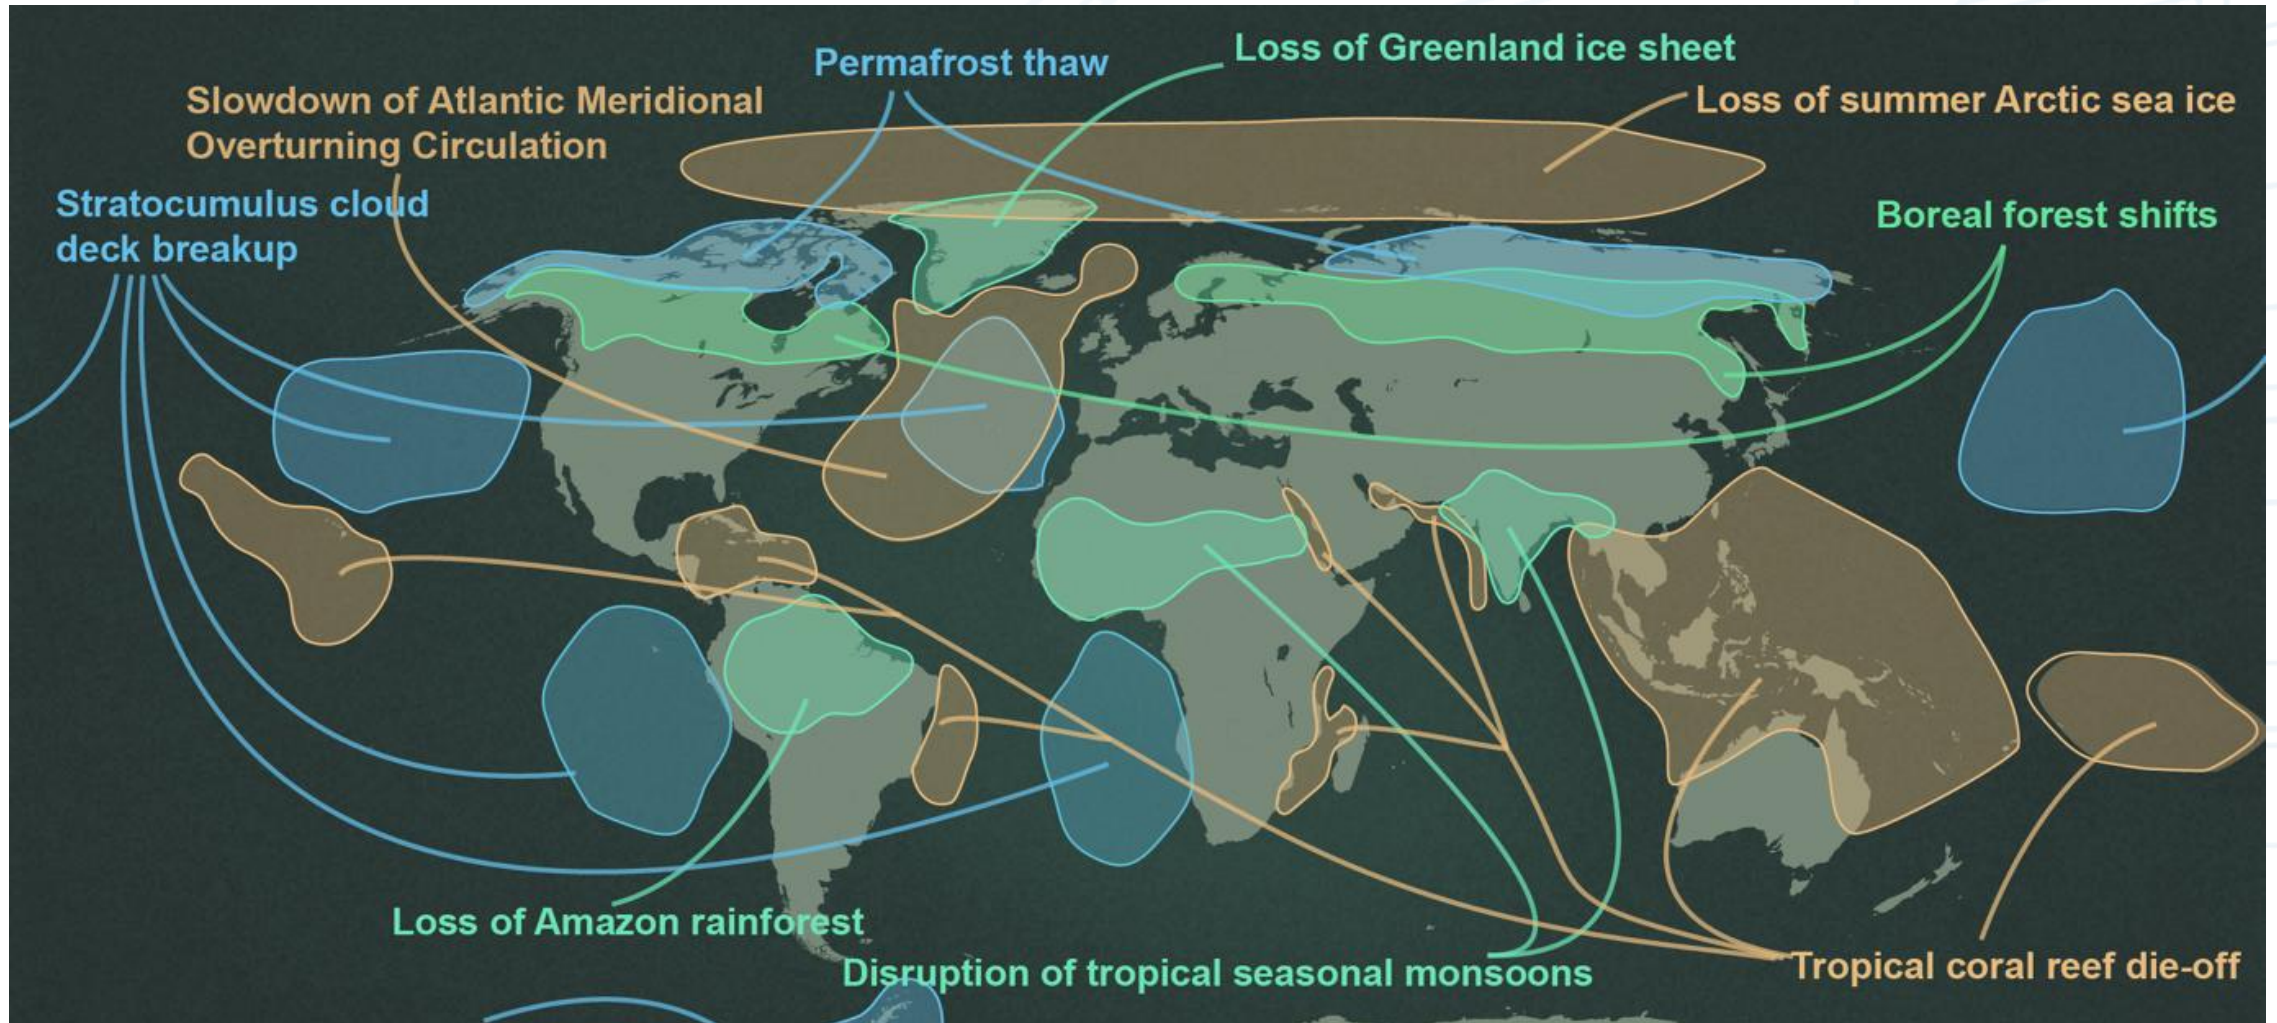 Permafrost thaw
Loss of Greenland ice sheet
Slowdown of Atlantic Meridional
Overturning Circulation
Loss of summer Arctic sea ice
Stratocumulus cloud
deck breakup
Boreal forest shifts
Loss of Amazon rainforest
Disruption of tropical seasonal monsoons
Tropical coral reef die-off